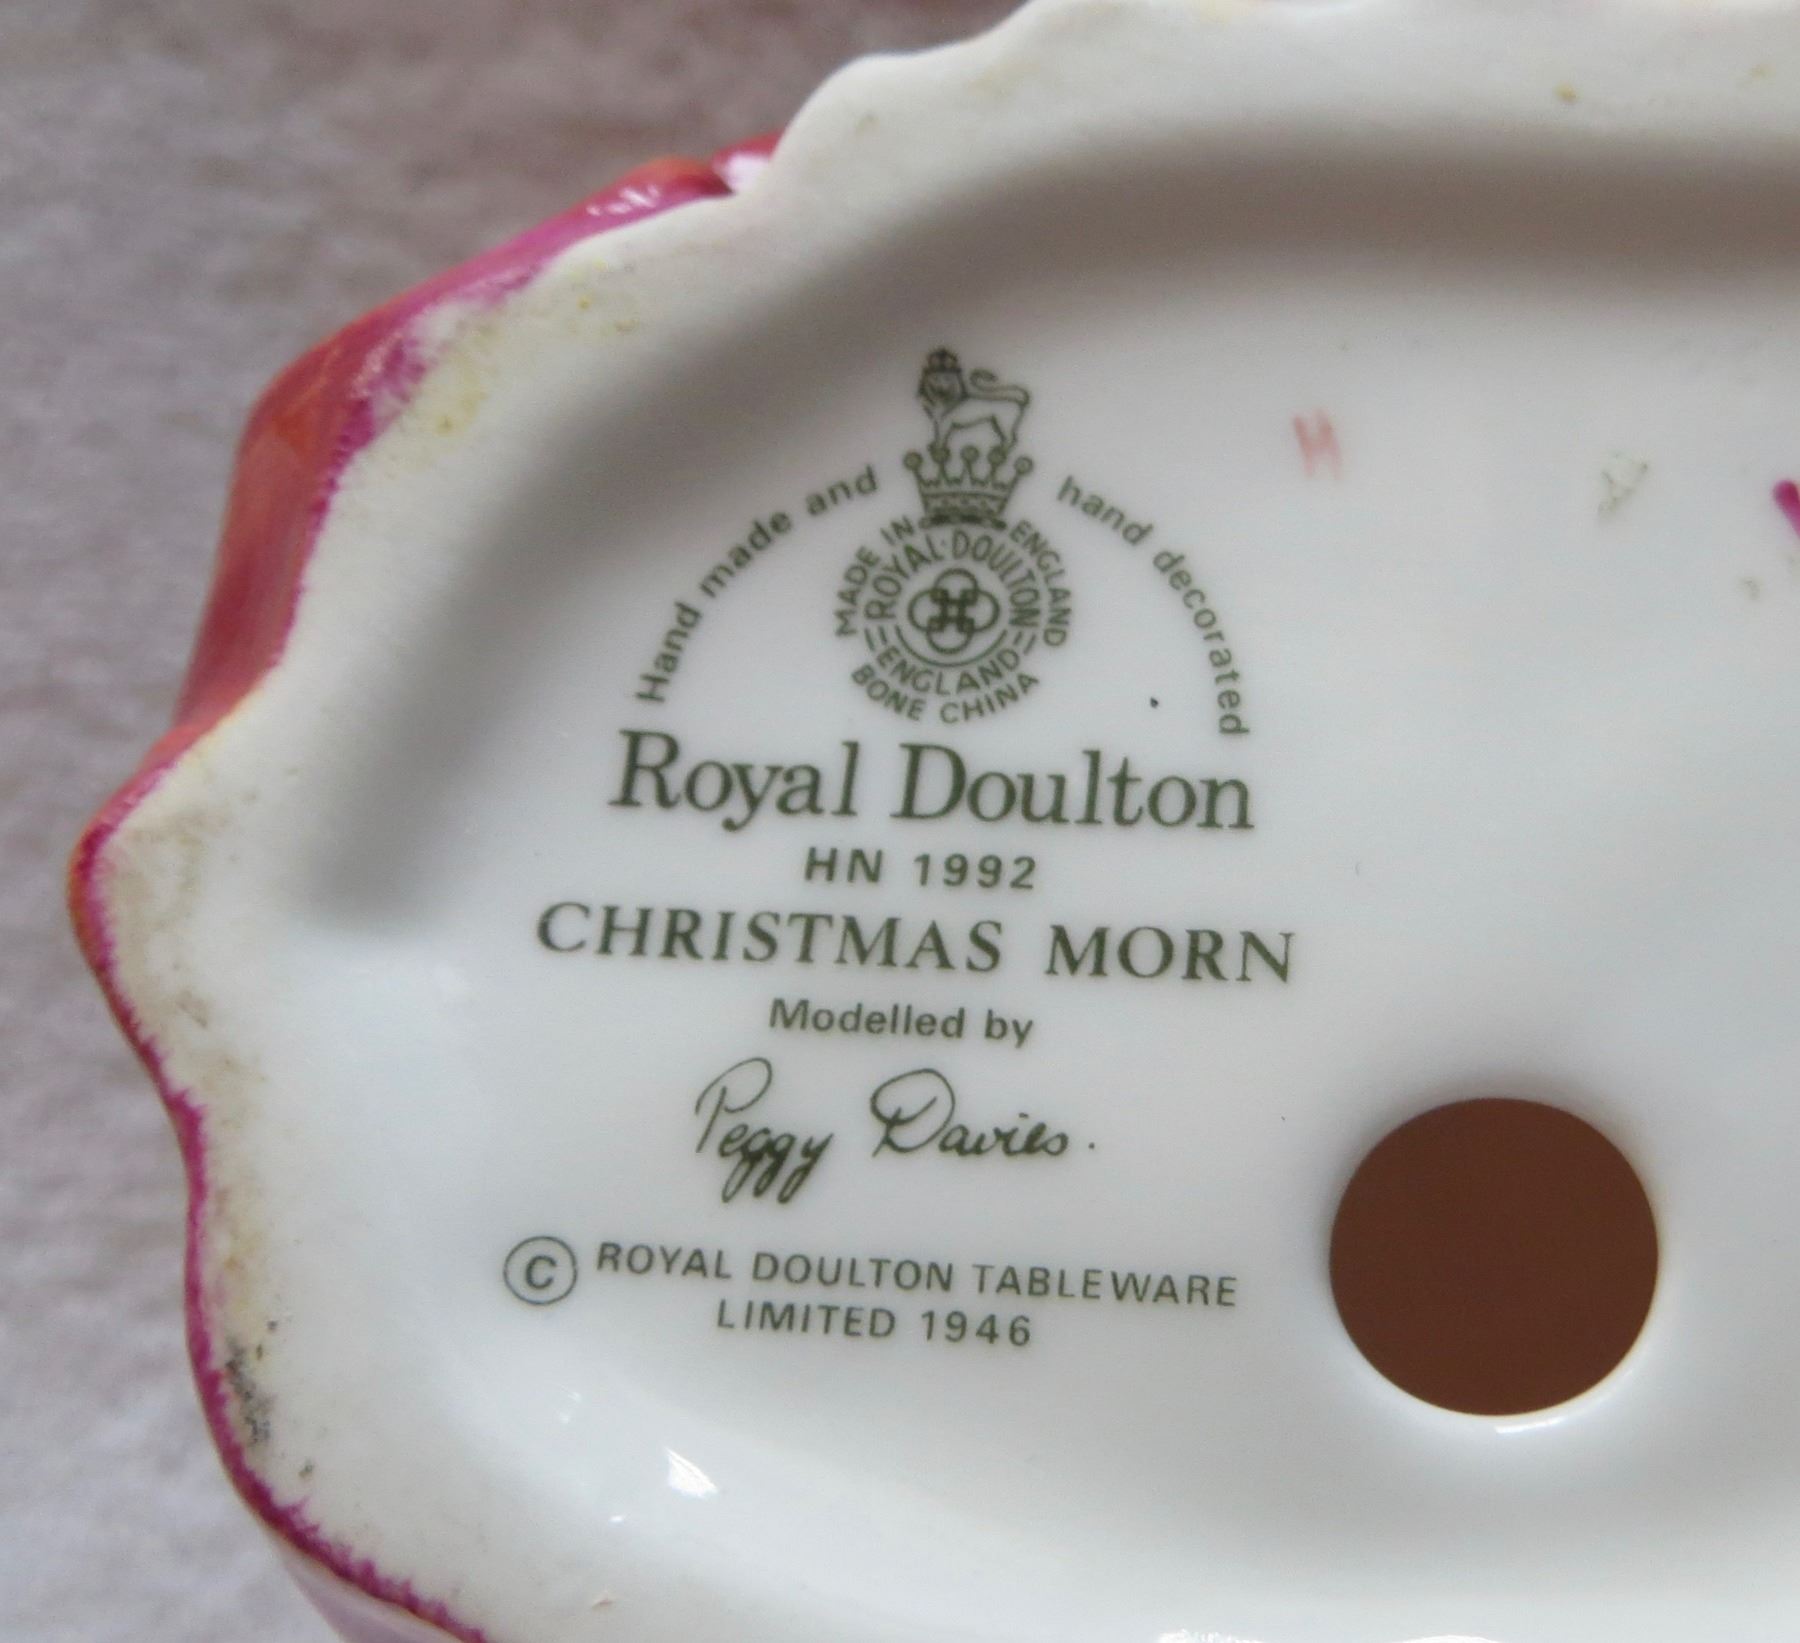 Hand made and hand decorated
MADE IN ENGLAND
ROYAL·DOULTON
ENGLAND
BONE CHINA
Royal Doulton
HN 1992
CHRISTMAS MORN
Modelled by
Peggy Davies.
© ROYAL DOULTON TABLEWARE
LIMITED 1946
H